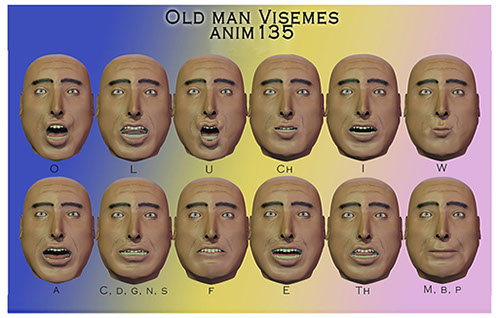 Old man Visemes
anim135
O L U Ch I W
A C, D, G, N, S F E Th M, B, P